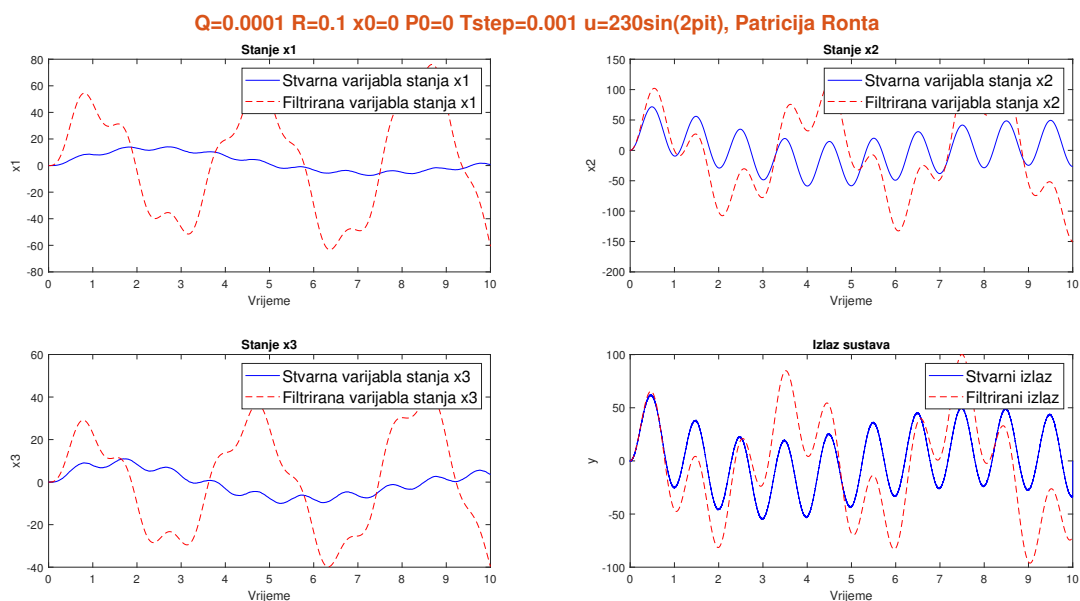 Q=0.0001 R=0.1 x0=0 P0=0 Tstep=0.001 u=230sin(2pit), Patricija Ronta
Stanje x1
80
60
40
20
0
-20
-40
-60
-80
x1
Stvarna varijabla stanja x1
Filtrirana varijabla stanja x1
0 1 2 3 4 5 6 7 8 9 10
Vrijeme
Stanje x2
150
100
50
0
-50
-100
-150
-200
x2
Stvarna varijabla stanja x2
Filtrirana varijabla stanja x2
0 1 2 3 4 5 6 7 8 9 10
Vrijeme
Stanje x3
60
40
20
0
-20
-40
x3
Stvarna varijabla stanja x3
Filtrirana varijabla stanja x3
0 1 2 3 4 5 6 7 8 9 10
Vrijeme
Izlaz sustava
100
50
0
-50
-100
y
Stvarni izlaz
Filtrirani izlaz
0 1 2 3 4 5 6 7 8 9 10
Vrijeme